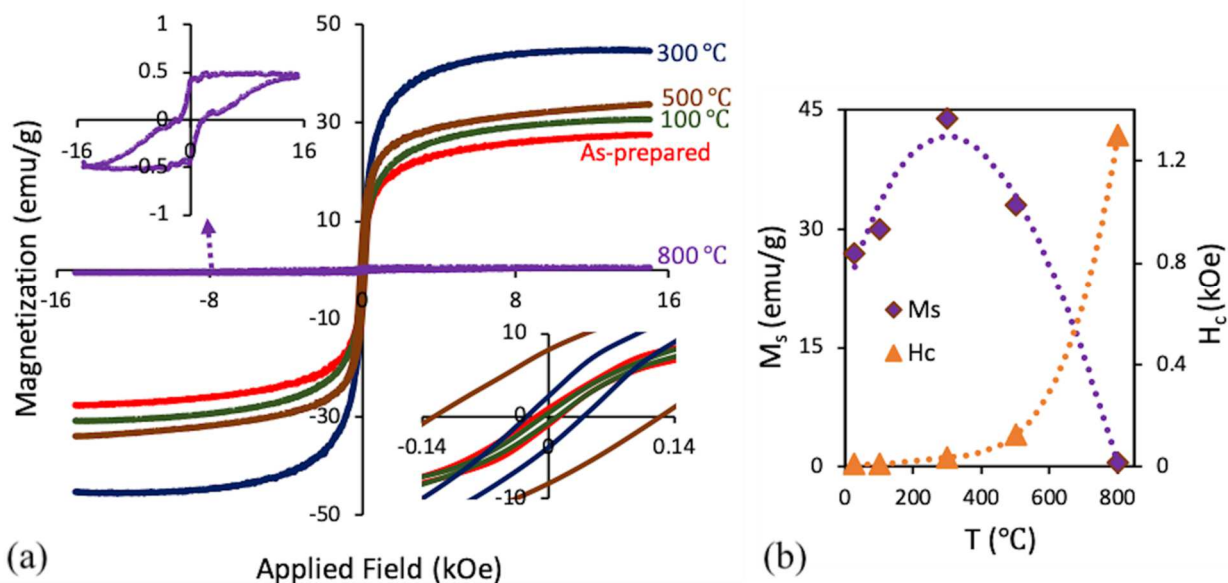 50
30
10
-10
-30
-50
-16
-8
0
8
16
Magnetization (emu/g)
Applied Field (kOe)
300 °C
500 °C
100 °C
As-prepared
800 °C
1
0.5
0
-0.5
-1
-16
0
16
10
0
-10
-0.14
0
0.14
(a)
45
30
15
0
Ms (emu/g)
Ms
Hc
1.2
0.8
0.4
0
Hc (kOe)
0
200
400
600
800
T (°C)
(b)